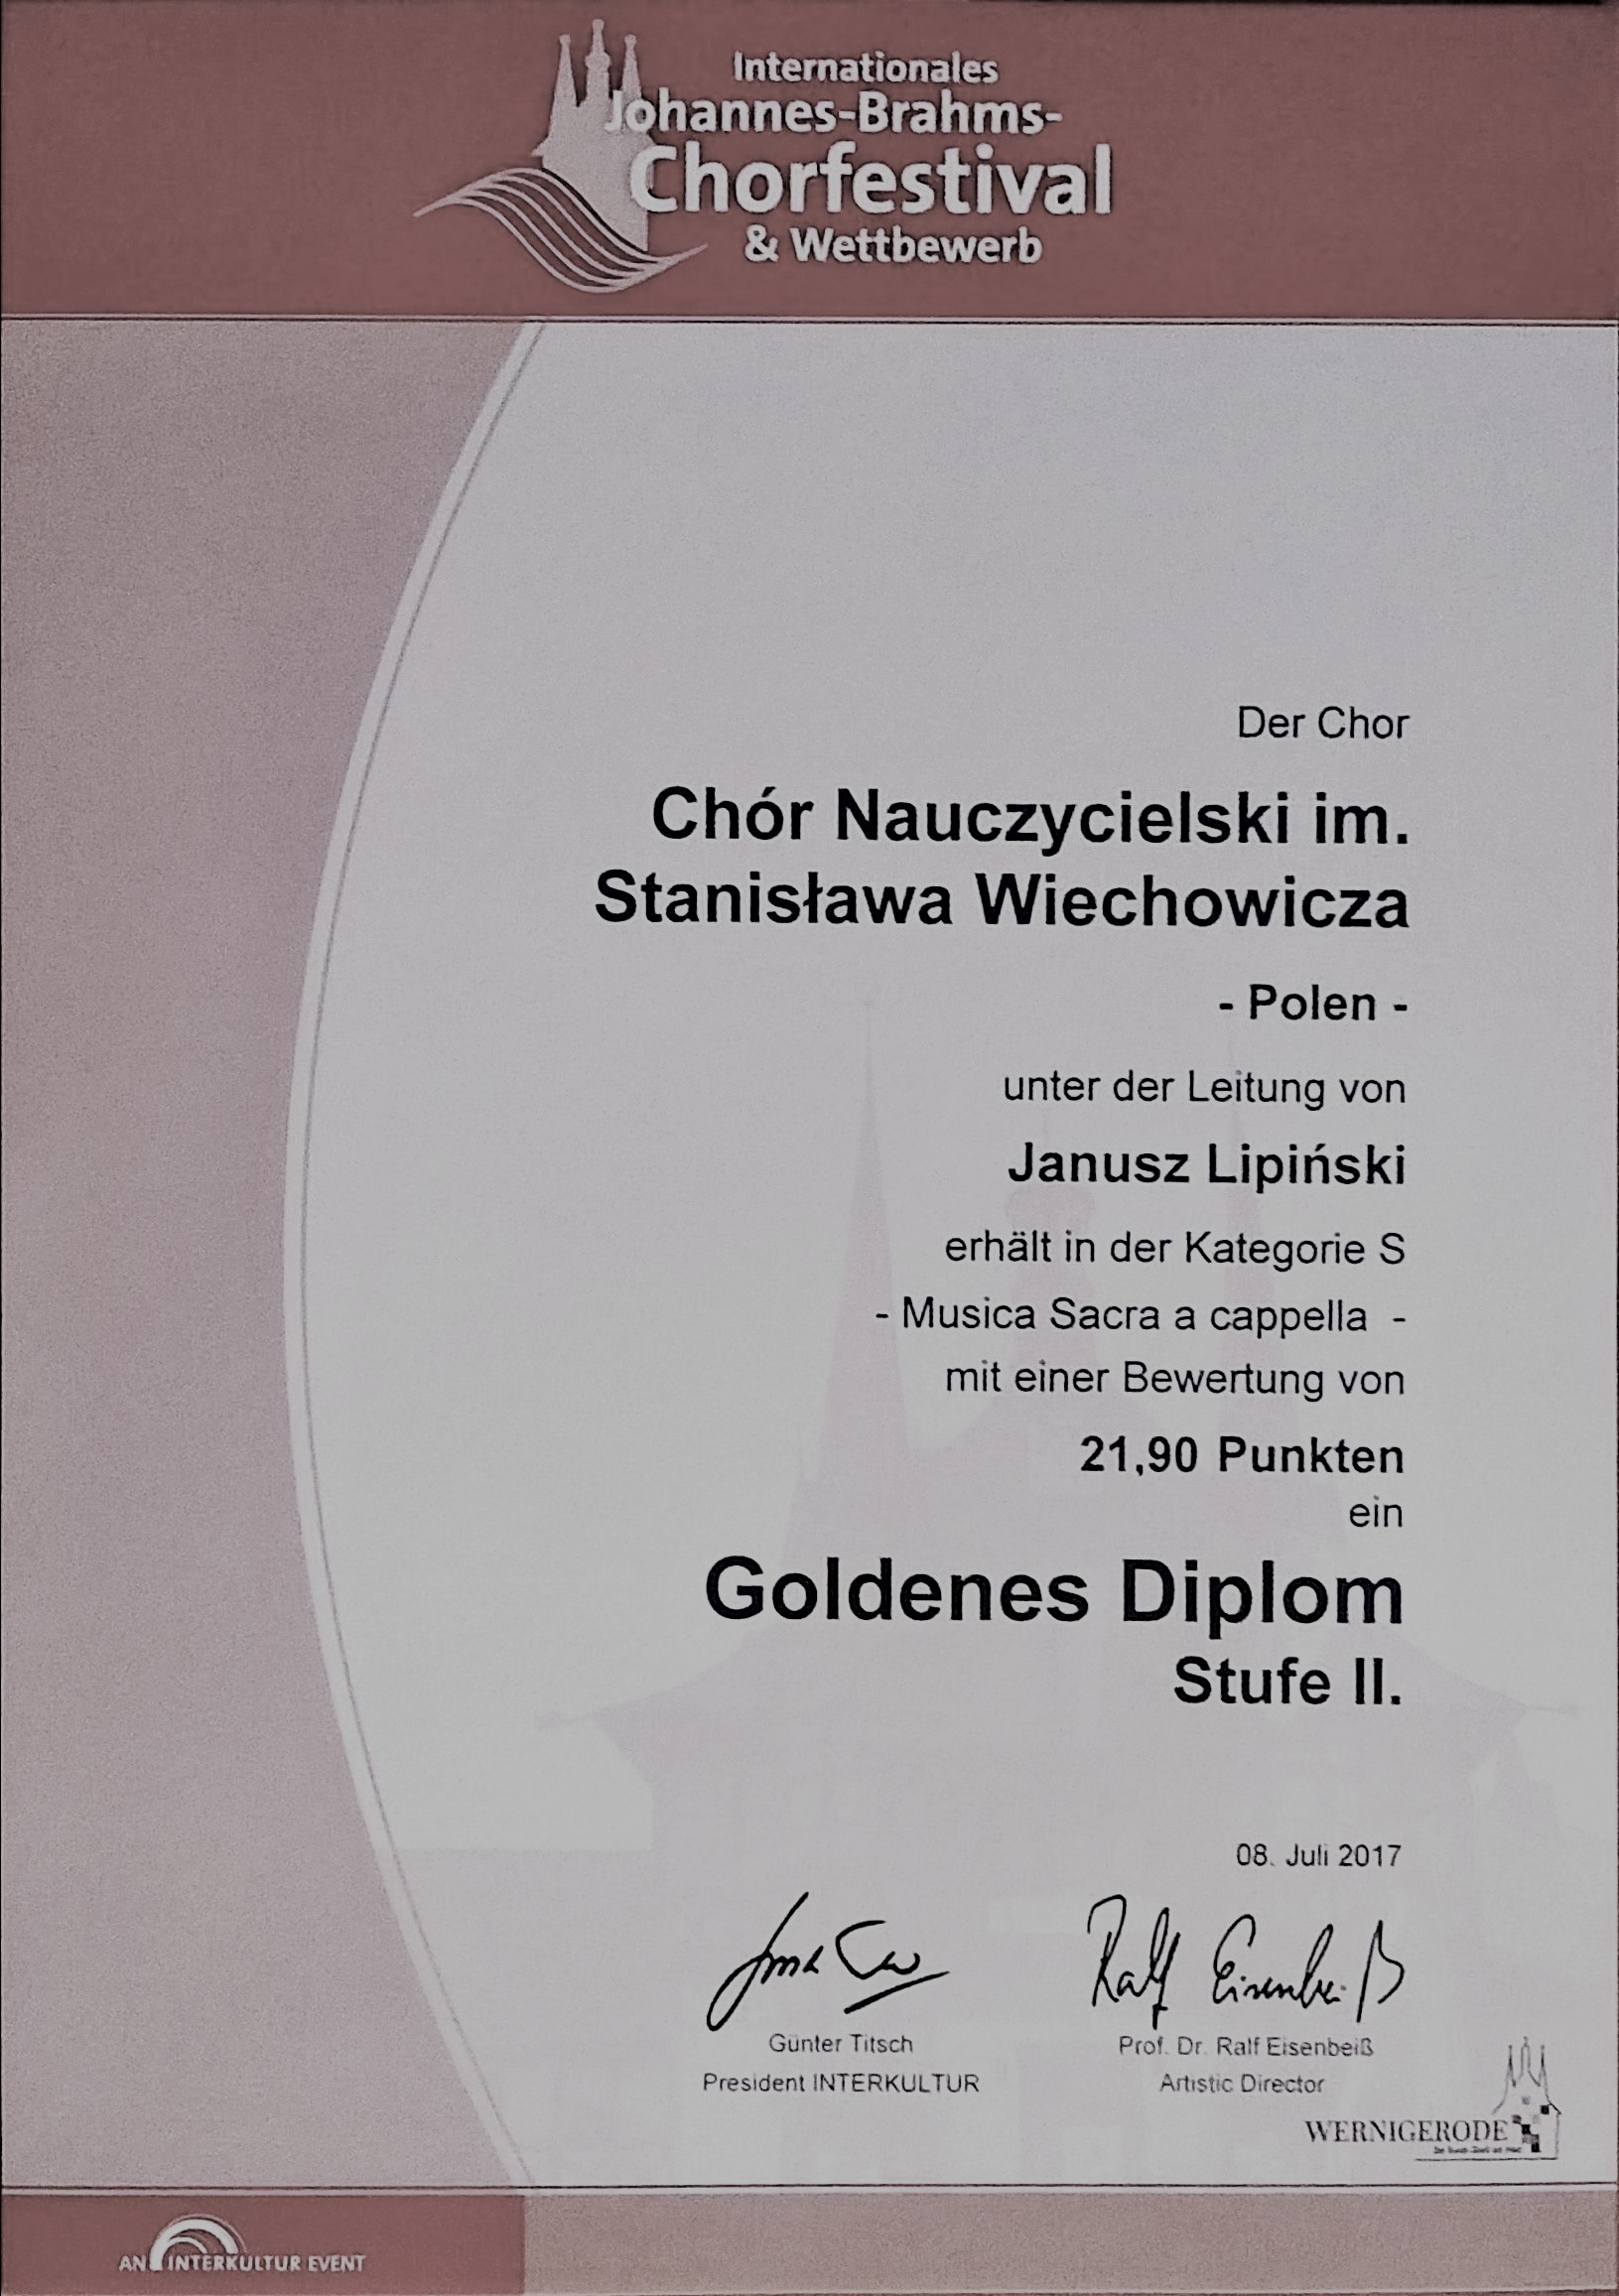 Internationales
Johannes-Brahms-
Chorfestival
& Wettbewerb
Der Chor
Chór Nauczycielski im.
Stanisława Wiechowicza
- Polen -
unter der Leitung von
Janusz Lipiński
erhält in der Kategorie S
- Musica Sacra a cappella -
mit einer Bewertung von
21,90 Punkten
ein
Goldenes Diplom
Stufe II.
08. Juli 2017
Ralf Eisenbeiß
Günter Titsch
Prof. Dr. Ralf Eisenbeiß
President INTERKULTUR
Artistic Director
WERNIGERODE
AN INTERKULTUR EVENT